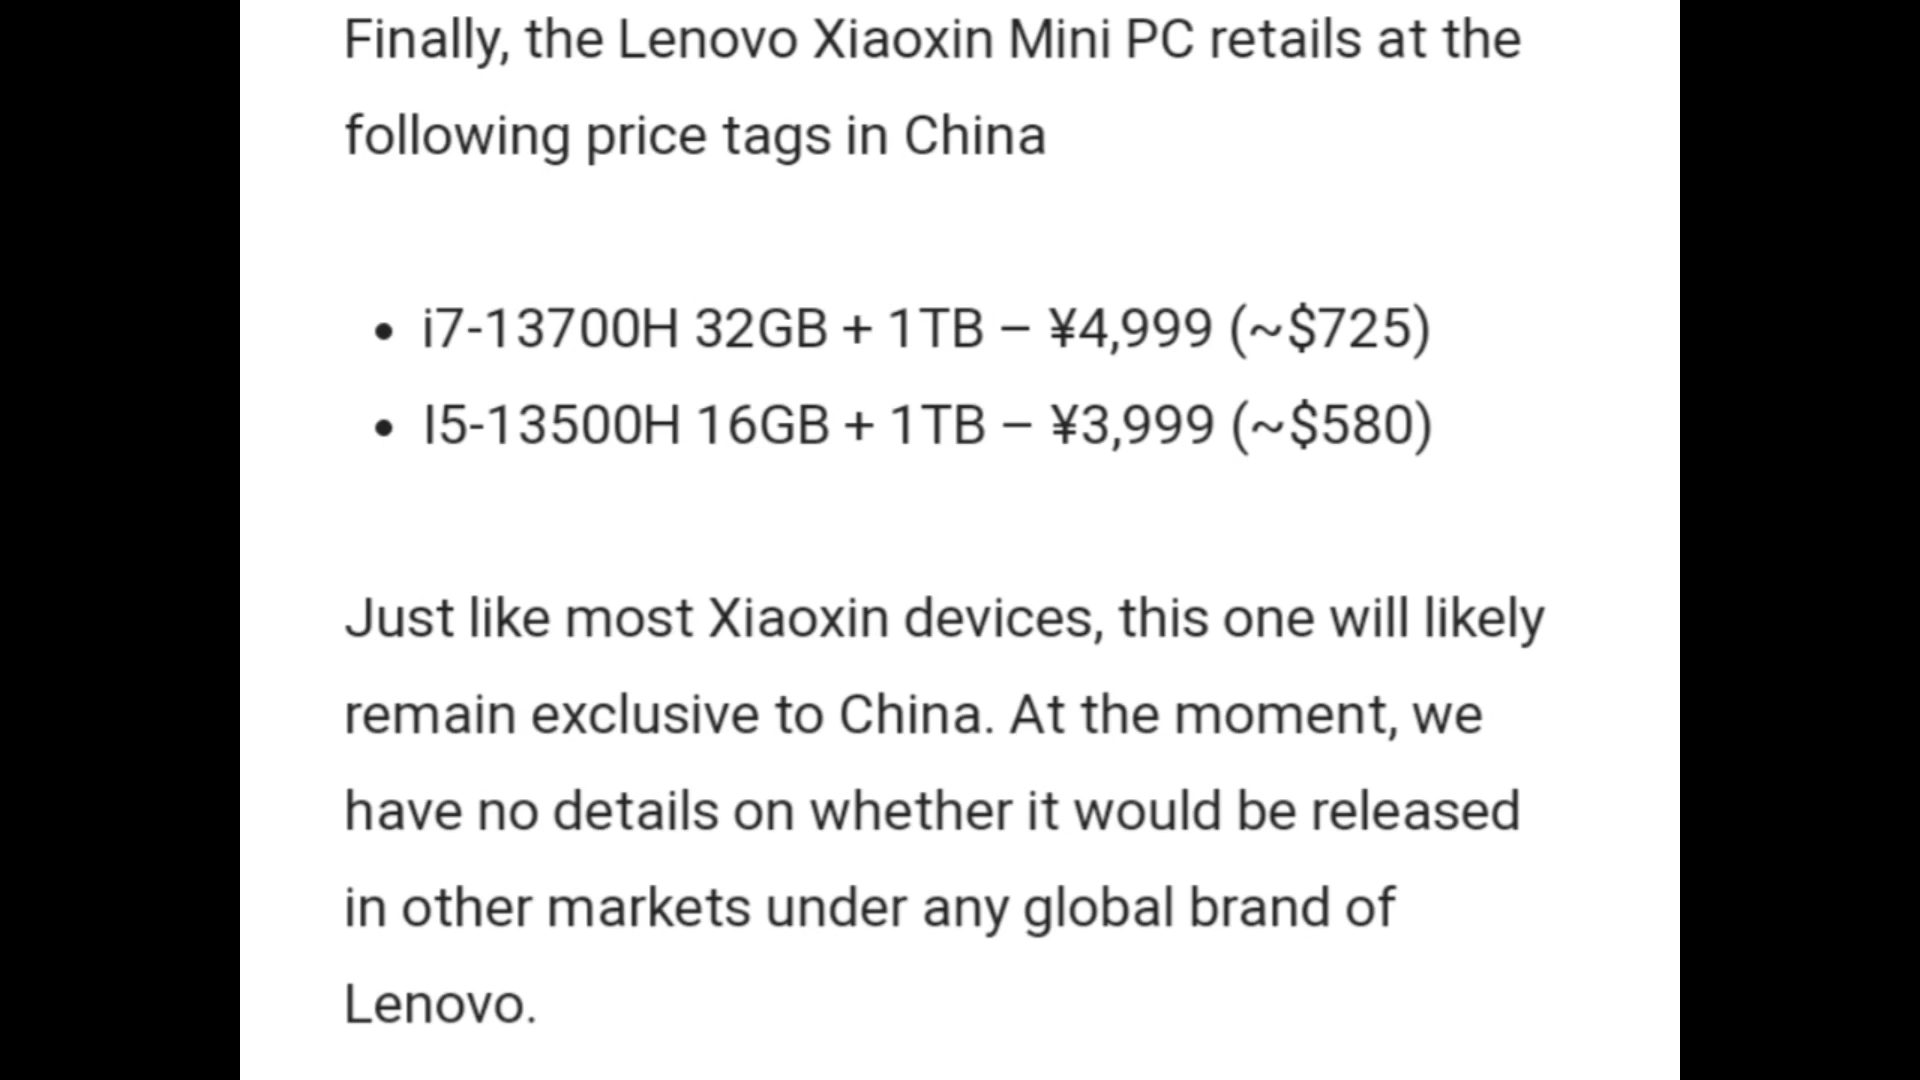 Finally, the Lenovo Xiaoxin Mini PC retails at the
following price tags in China
• i7-13700H 32GB + 1TB – ¥4,999 (~$725)
• I5-13500H 16GB + 1TB – ¥3,999 (~$580)
Just like most Xiaoxin devices, this one will likely
remain exclusive to China. At the moment, we
have no details on whether it would be released
in other markets under any global brand of
Lenovo.